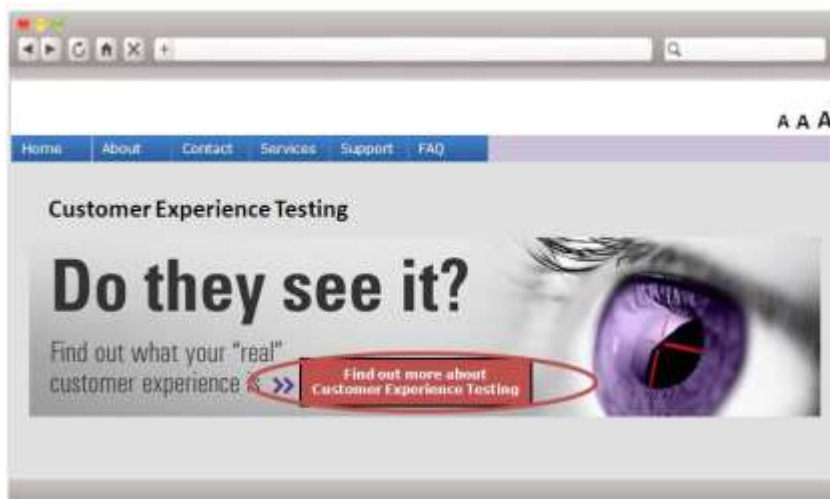 A A A
Home About Contact Services Support FAQ
Customer Experience Testing
Do they see it?
Find out what your "real"
customer experience is »
Find out more about
Customer Experience Testing